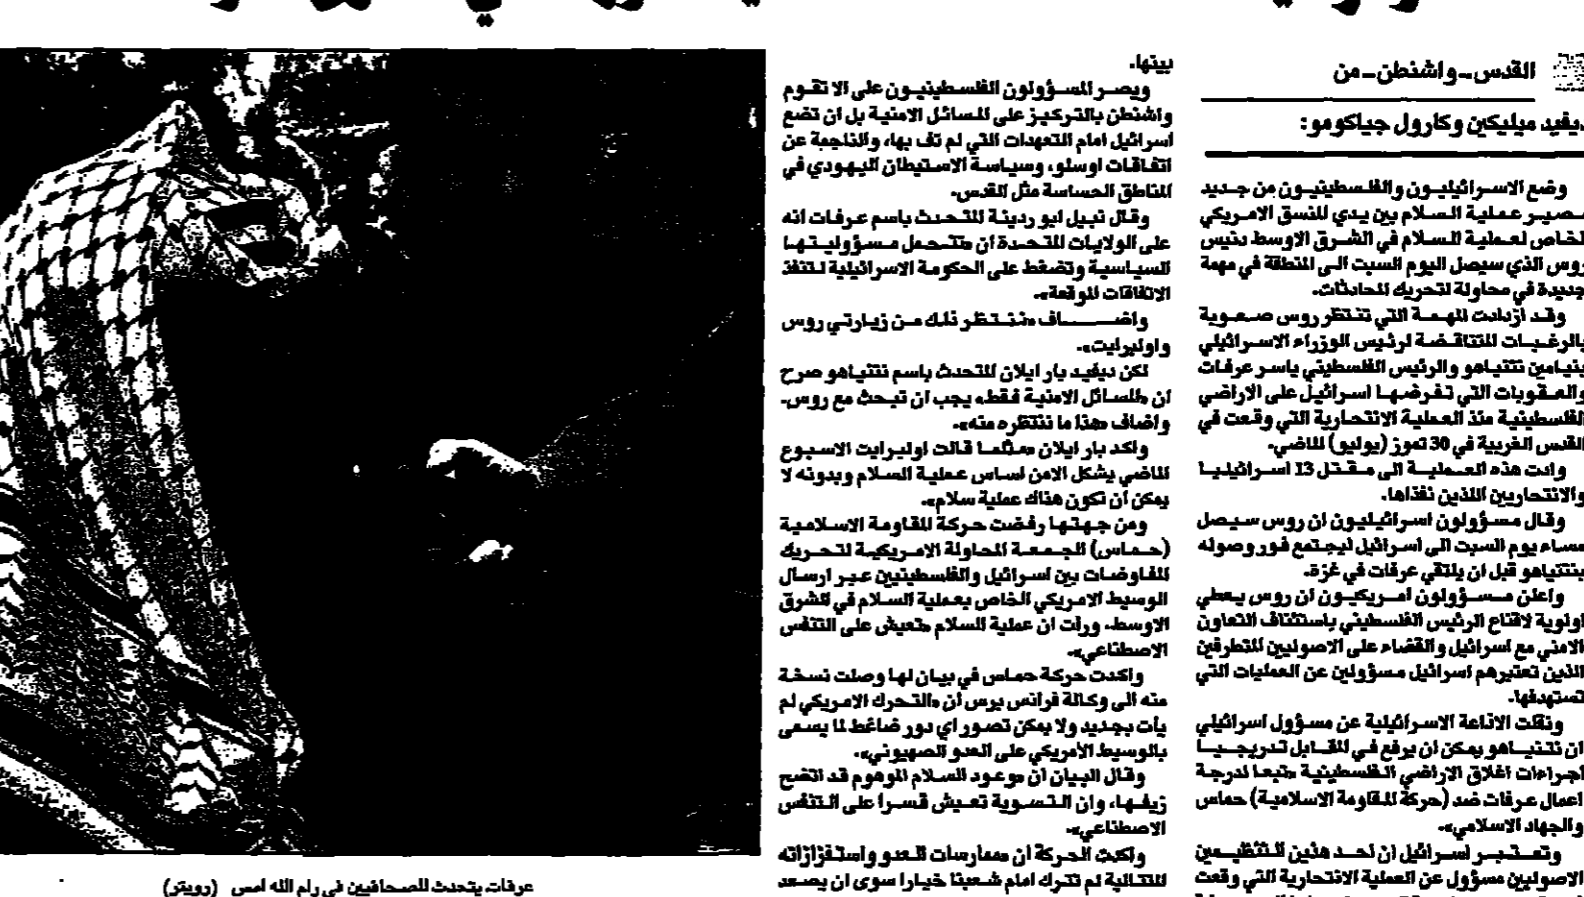 القدس ـ واشنطن ـ من
ديفيد ميليكين وكارول جياكومو:
وضع الاسرائيليون والفلسطينيون من جديد
مصير عملية السلام بين يدي المنسق الامريكي
الخاص لعملية السلام في الشرق الاوسط دنيس
روس الذي سيصل اليوم السبت الى المنطقة في مهمة
جديدة في محاولة لتحريك المحادثات.
وقد ازدادت المهمة التي تنتظر روس صعوبة
بالرغبات المتناقضة لرئيس الوزراء الاسرائيلي
بنيامين نتنياهو والرئيس الفلسطيني ياسر عرفات
والعقوبات التي تفرضها اسرائيل على الاراضي
الفلسطينية منذ العملية الانتحارية التي وقعت في
القدس الغربية في 30 تموز (يوليو) الماضي.
وادت هذه العملية الى مقتل 13 اسرائيليا
والانتحاريين اللذين نفذاها.
وقال مسؤولون اسرائيليون ان روس سيصل
مساء يوم السبت الى اسرائيل ليجتمع فور وصوله
بنتنياهو قبل ان يلتقي عرفات في غزة.
واعلن مسؤولون امريكيون ان روس يعطي
اولوية لاقناع الرئيس الفلسطيني باستئناف التعاون
الامني مع اسرائيل والقضاء على الاصوليين المتطرفين
الذين تعتبرهم اسرائيل مسؤولين عن العمليات التي
تستهدفها.
ونقلت الاذاعة الاسرائيلية عن مسؤول اسرائيلي
ان نتنياهو يمكن ان يرفع في المقابل تدريجيا
اجراءات اغلاق الاراضي الفلسطينية «تبعا لدرجة
اعمال عرفات ضد (حركة المقاومة الاسلامية) حماس
والجهاد الاسلامي».
وتعتبر اسرائيل ان احد هذين التنظيمين
الاصوليين مسؤول عن العملية الانتحارية التي وقعت
بينها.
ويصر المسؤولون الفلسطينيون على الا تقوم
واشنطن بالتركيز على المسائل الامنية بل ان تضع
اسرائيل امام التعهدات التي لم تف بها، والناجمة عن
اتفاقات اوسلو، وسياسة الاستيطان اليهودي في
المناطق الحساسة مثل القدس.
وقال نبيل ابو ردينة المتحدث باسم عرفات انه
على الولايات المتحدة ان «تتحمل مسؤوليتها
السياسية وتضغط على الحكومة الاسرائيلية لتنفذ
الاتفاقات الموقعة».
واضاف «ننتظر ذلك من زيارتي روس
واولبرايت».
لكن ديفيد بار ايلان المتحدث باسم نتنياهو صرح
ان «المسائل الامنية فقط» يجب ان تبحث مع روس.
واضاف «هذا ما ننتظره منه».
واكد بار ايلان «مثلما قالت اولبرايت الاسبوع
الماضي يشكل الامن اساس عملية السلام وبدونه لا
يمكن ان تكون هناك عملية سلام».
ومن جهتها رفضت حركة المقاومة الاسلامية
(حماس) الجمعة المحاولة الامريكية لتحريك
المفاوضات بين اسرائيل والفلسطينيين عبر ارسال
الوسيط الامريكي الخاص بعملية السلام في الشرق
الاوسط. ورأت ان عملية السلام «تعيش على التنفس
الاصطناعي».
واكدت حركة حماس في بيان لها وصلت نسخة
منه الى وكالة فرانس برس أن «التحرك الامريكي لم
يأت بجديد ولا يمكن تصور اي دور ضاغط لما يسمى
بالوسيط الأمريكي على العدو الصهيوني».
وقال البيان ان «وعود السلام الموهوم قد اتضح
زيفها، وان التسوية تعيش قسرا على التنفس
الاصطناعي».
واكدت الحركة ان «ممارسات العدو واستفزازاته
المتتالية لم تترك امام شعبنا خيارا سوى ان يصعد
عرفات يتحدث للصحافيين في رام الله امس (رويتر)